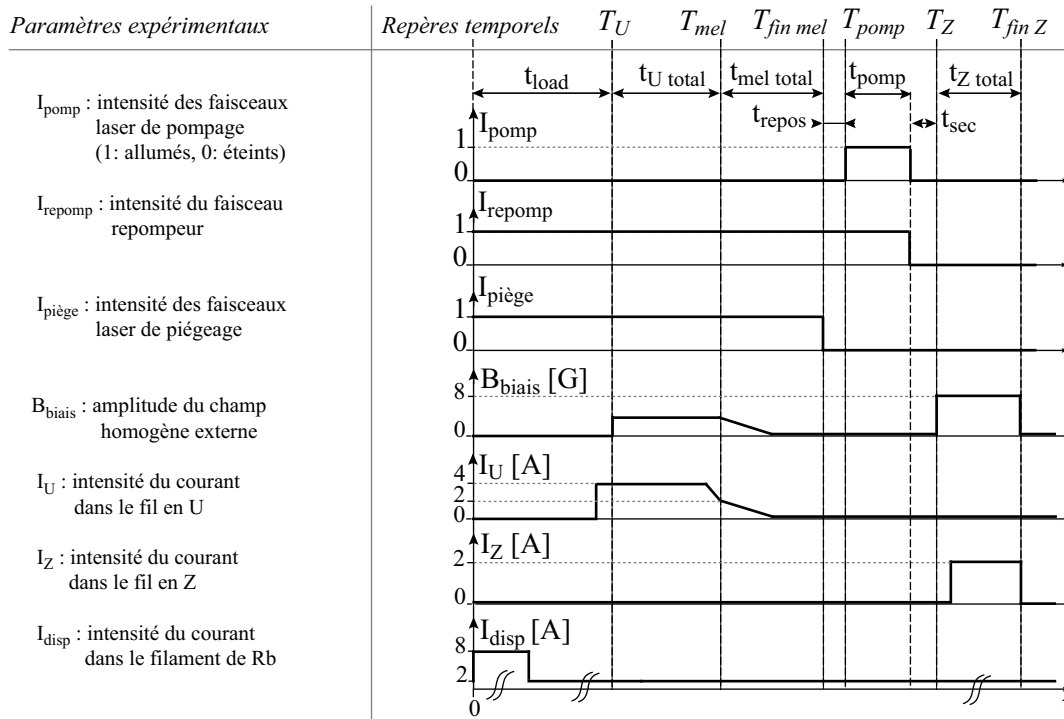 Paramètres expérimentaux
Repères temporels
T_U
T_mel
T_fin mel
T_pomp
T_Z
T_fin Z
t_load
t_U total
t_mel total
t_pomp
t_Z total
t_repos
t_sec
I_pomp : intensité des faisceaux
laser de pompage
(1: allumés, 0: éteints)
I_pomp
1
0
I_repomp : intensité du faisceau
repompeur
I_repomp
1
0
I_piège : intensité des faisceaux
laser de piégeage
I_piège
1
0
B_biais : amplitude du champ
homogène externe
B_biais [G]
8
0
I_U : intensité du courant
dans le fil en U
I_U [A]
4
2
0
I_Z : intensité du courant
dans le fil en Z
I_Z [A]
2
0
I_disp : intensité du courant
dans le filament de Rb
I_disp [A]
8
2
0